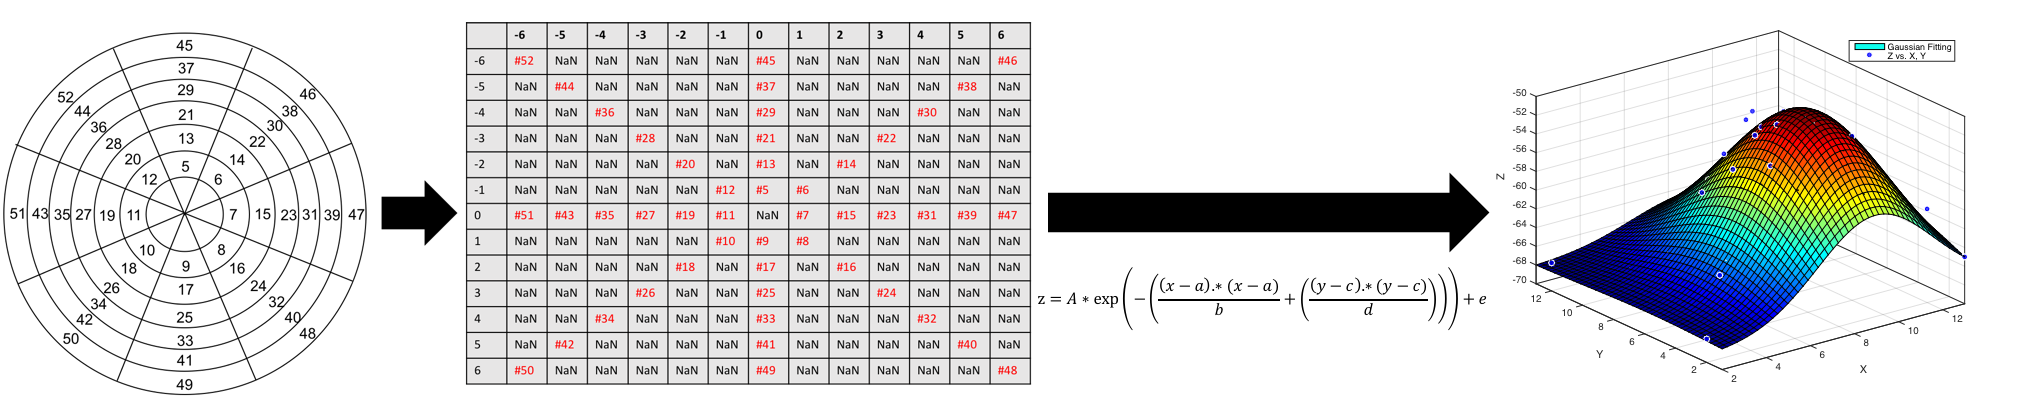 45
37
29
21
13
5
52
44
36
28
20
12
46
38
30
22
14
6
51 43 35 27 19 11
7 15 23 31 39 47
10
18
26
34
42
50
8
16
24
32
40
48
9
17
25
33
41
49
-6 -5 -4 -3 -2 -1 0 1 2 3 4 5 6
-6 #52 NaN NaN NaN NaN NaN #45 NaN NaN NaN NaN NaN #46
-5 NaN #44 NaN NaN NaN NaN #37 NaN NaN NaN NaN #38 NaN
-4 NaN NaN #36 NaN NaN NaN #29 NaN NaN NaN #30 NaN NaN
-3 NaN NaN NaN #28 NaN NaN #21 NaN NaN #22 NaN NaN NaN
-2 NaN NaN NaN NaN #20 NaN #13 NaN #14 NaN NaN NaN NaN
-1 NaN NaN NaN NaN NaN #12 #5 #6 NaN NaN NaN NaN NaN
0 #51 #43 #35 #27 #19 #11 NaN #7 #15 #23 #31 #39 #47
1 NaN NaN NaN NaN NaN #10 #9 #8 NaN NaN NaN NaN NaN
2 NaN NaN NaN NaN #18 NaN #17 NaN #16 NaN NaN NaN NaN
3 NaN NaN NaN #26 NaN NaN #25 NaN NaN #24 NaN NaN NaN
4 NaN NaN #34 NaN NaN NaN #33 NaN NaN NaN #32 NaN NaN
5 NaN #42 NaN NaN NaN NaN #41 NaN NaN NaN NaN #40 NaN
6 #50 NaN NaN NaN NaN NaN #49 NaN NaN NaN NaN NaN #48
z = A * exp(-((x − a).* (x − a)/b + ((y − c).* (y − c)/d))) + e
Gaussian Fitting
Z vs. X, Y
-50
-52
-54
-56
-58
-60
-62
-64
-66
-68
-70
Z
12
10
8
6
4
2
Y
2
4
6
8
10
12
X